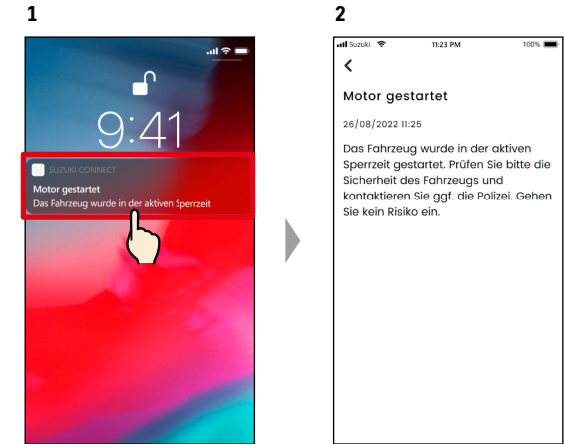 1
9:41
SUZUKI CONNECT
Motor gestartet
Das Fahrzeug wurde in der aktiven Sperrzeit
2
Suzuki 11:23 PM 100%
Motor gestartet
26/08/2022 11:25
Das Fahrzeug wurde in der aktiven
Sperrzeit gestartet. Prüfen Sie bitte die
Sicherheit des Fahrzeugs und
kontaktieren Sie ggf. die Polizei. Gehen
Sie kein Risiko ein.